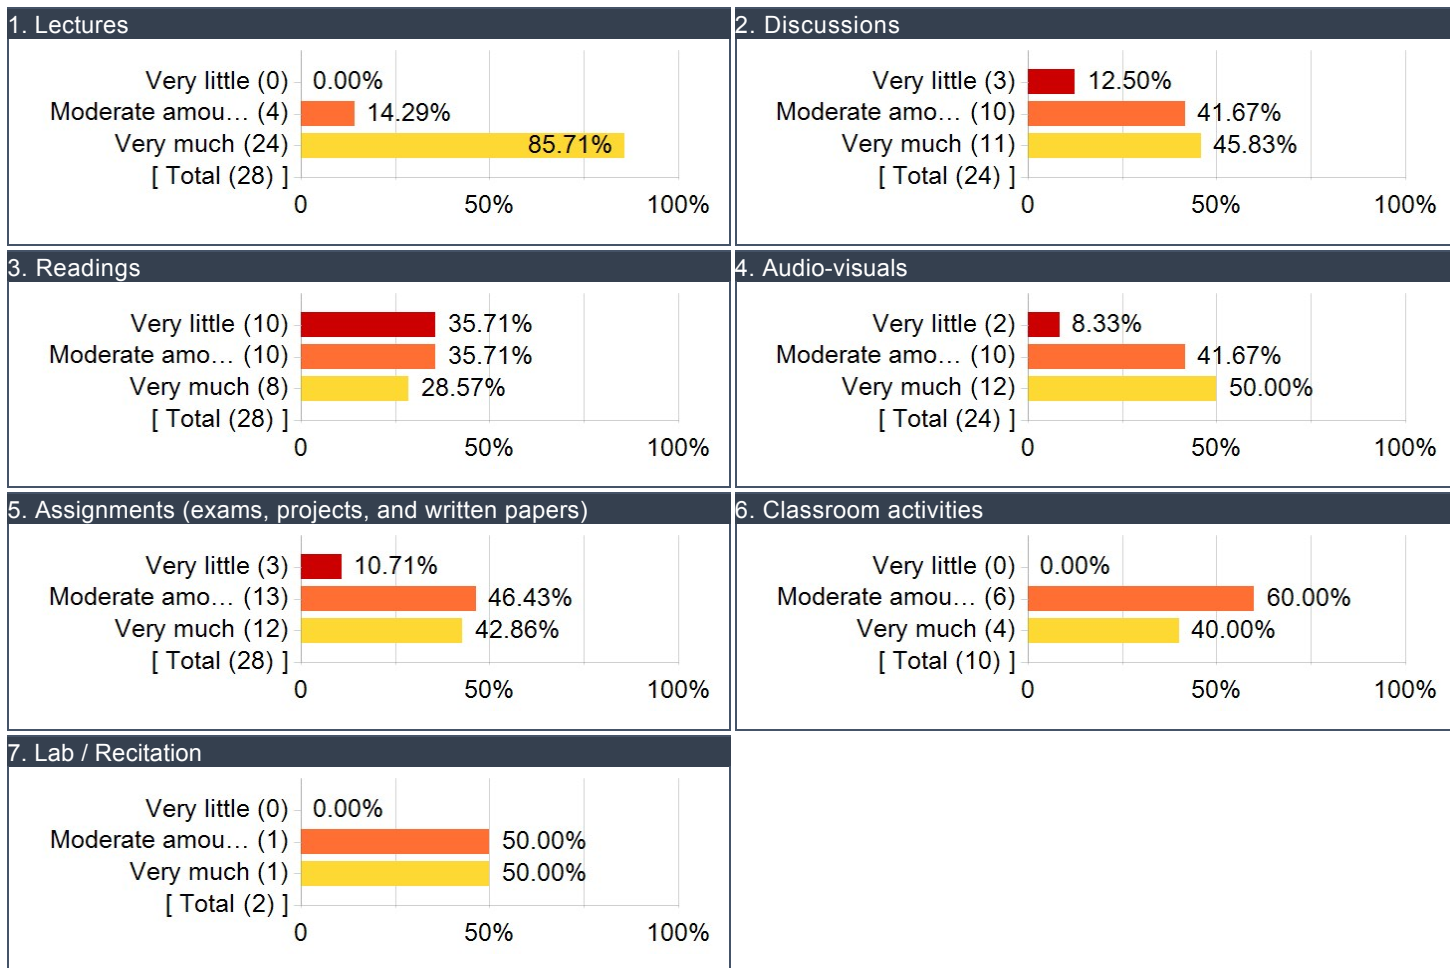 1. Lectures
Very little (0) 0.00%
Moderate amou... (4) 14.29%
Very much (24) 85.71%
[ Total (28) ]
0 50% 100%
2. Discussions
Very little (3) 12.50%
Moderate amo... (10) 41.67%
Very much (11) 45.83%
[ Total (24) ]
0 50% 100%
3. Readings
Very little (10) 35.71%
Moderate amo... (10) 35.71%
Very much (8) 28.57%
[ Total (28) ]
0 50% 100%
4. Audio-visuals
Very little (2) 8.33%
Moderate amo... (10) 41.67%
Very much (12) 50.00%
[ Total (24) ]
0 50% 100%
5. Assignments (exams, projects, and written papers)
Very little (3) 10.71%
Moderate amo... (13) 46.43%
Very much (12) 42.86%
[ Total (28) ]
0 50% 100%
6. Classroom activities
Very little (0) 0.00%
Moderate amou... (6) 60.00%
Very much (4) 40.00%
[ Total (10) ]
0 50% 100%
7. Lab / Recitation
Very little (0) 0.00%
Moderate amou... (1) 50.00%
Very much (1) 50.00%
[ Total (2) ]
0 50% 100%